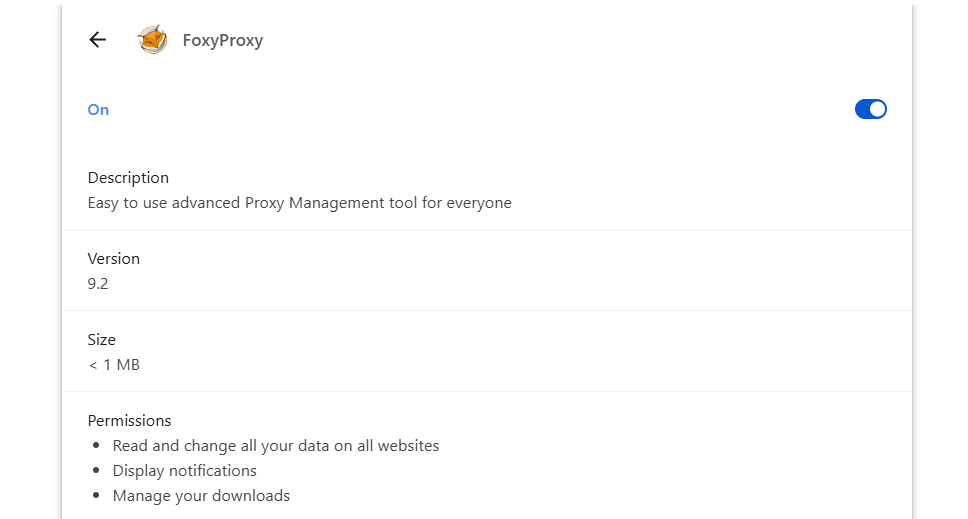 FoxyProxy
On
Description
Easy to use advanced Proxy Management tool for everyone
Version
9.2
Size
< 1 MB
Permissions
• Read and change all your data on all websites
• Display notifications
• Manage your downloads